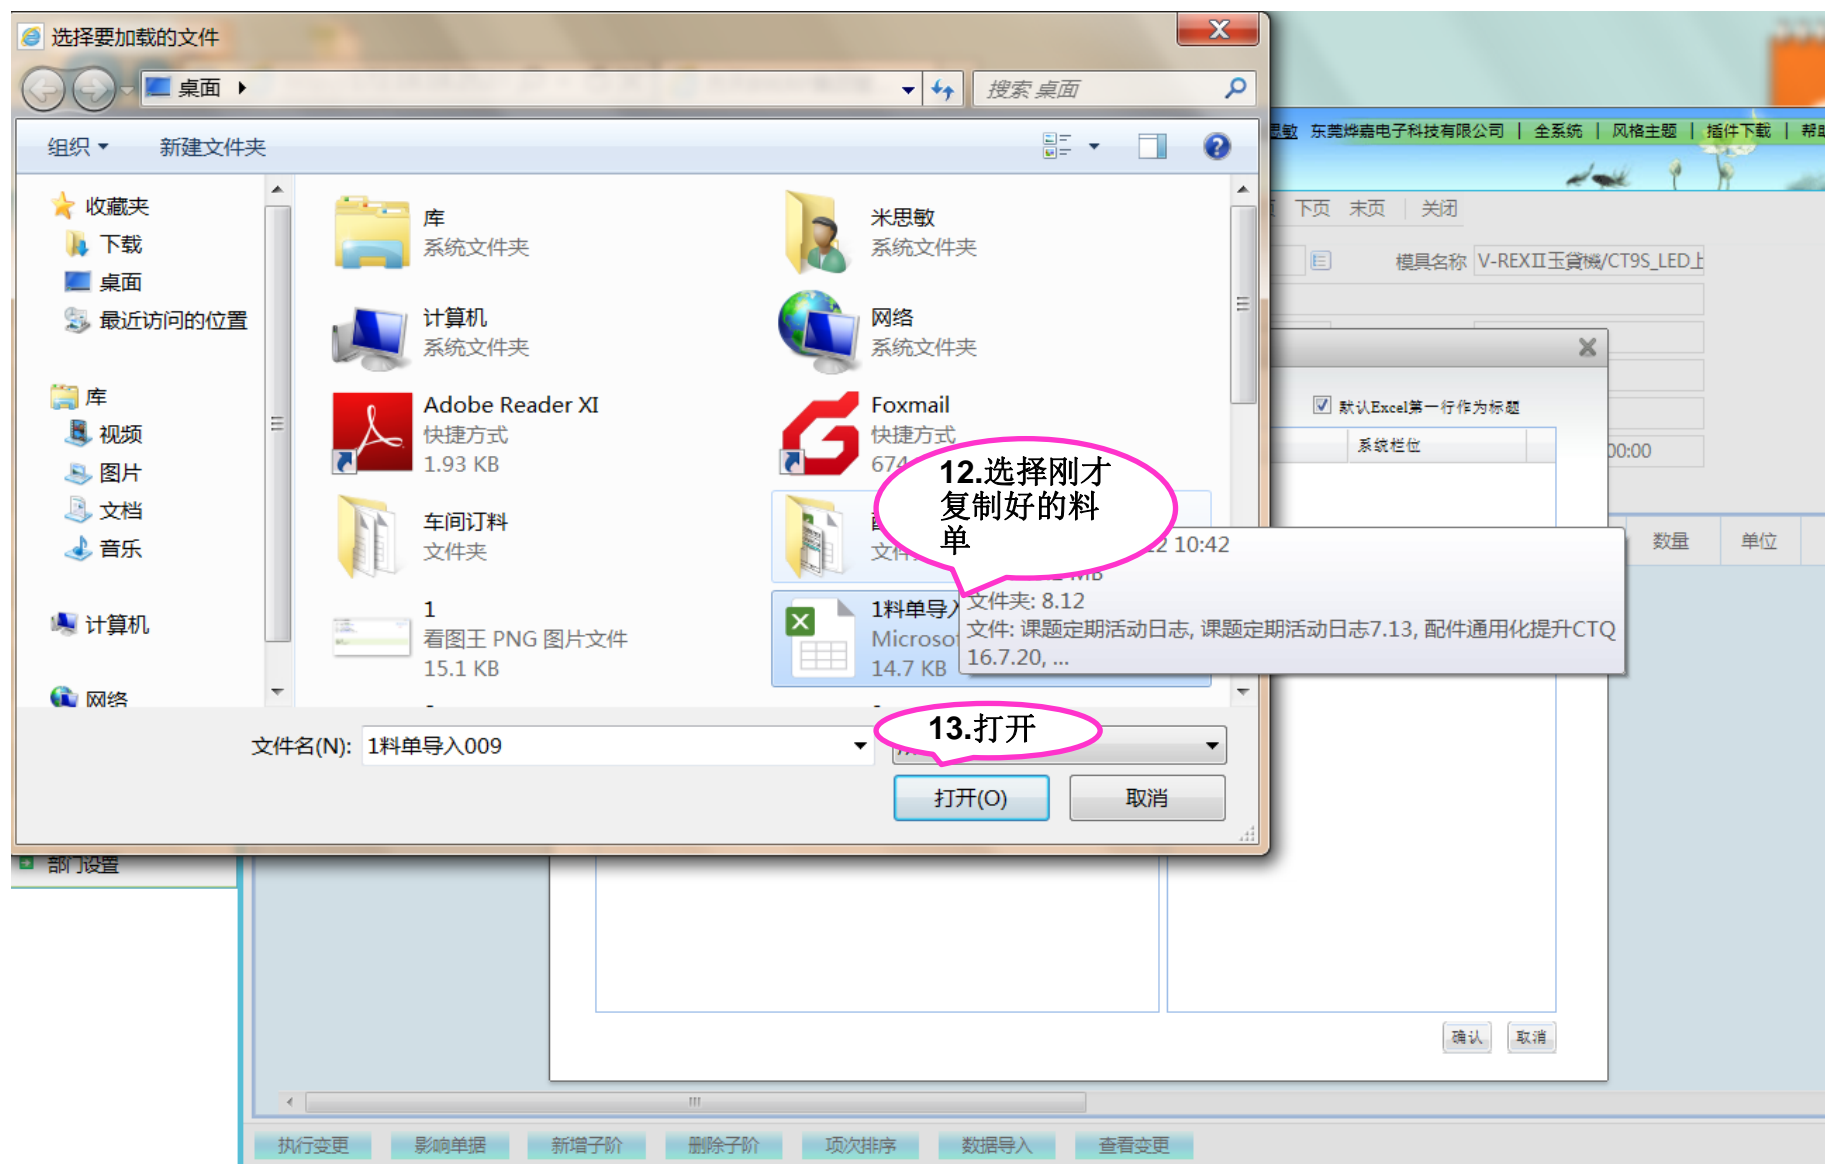 选择要加载的文件
桌面
搜索 桌面
组织
新建文件夹
收藏夹
下载
桌面
最近访问的位置
库
视频
图片
文档
音乐
计算机
网络
库
系统文件夹
米思敏
系统文件夹
计算机
系统文件夹
网络
系统文件夹
Adobe Reader XI
快捷方式
1.93 KB
Foxmail
快捷方式
674
车间订料
文件夹
1
看图王 PNG 图片文件
15.1 KB
1料单导入
Microso
14.7 KB
12.选择刚才
复制好的料
单
10:42
MB
文件夹: 8.12
文件: 课题定期活动日志, 课题定期活动日志7.13, 配件通用化提升CTQ
16.7.20, ...
13.打开
文件名(N): 1料单导入009
打开(O)
取消
思敏 东莞烨嘉电子科技有限公司 | 全系统 | 风格主题 | 插件下载 |
下页 末页 关闭
模具名称 V-REXII玉貸機/CT9S_LED上
默认Excel第一行作为标题
系统栏位
00:00
数量 单位
部门设置
确认 取消
执行变更 影响单据 新增子阶 删除子阶 项次排序 数据导入 查看变更